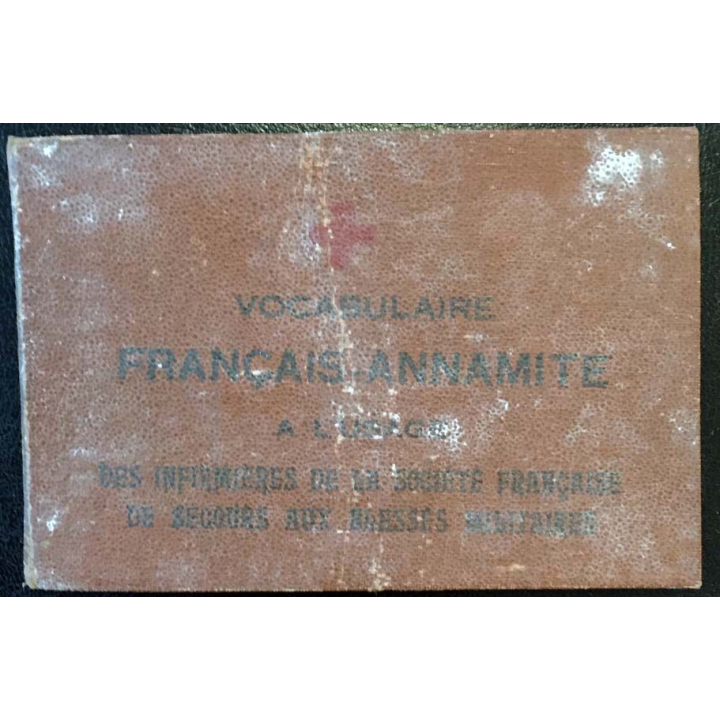 VOCABULAIRE
FRANÇAIS-ANNAMITE
A L'USAGE
DES INFIRMIÈRES DE LA SOCIÉTÉ FRANÇAISE
DE SECOURS AUX BLESSÉS MILITAIRES